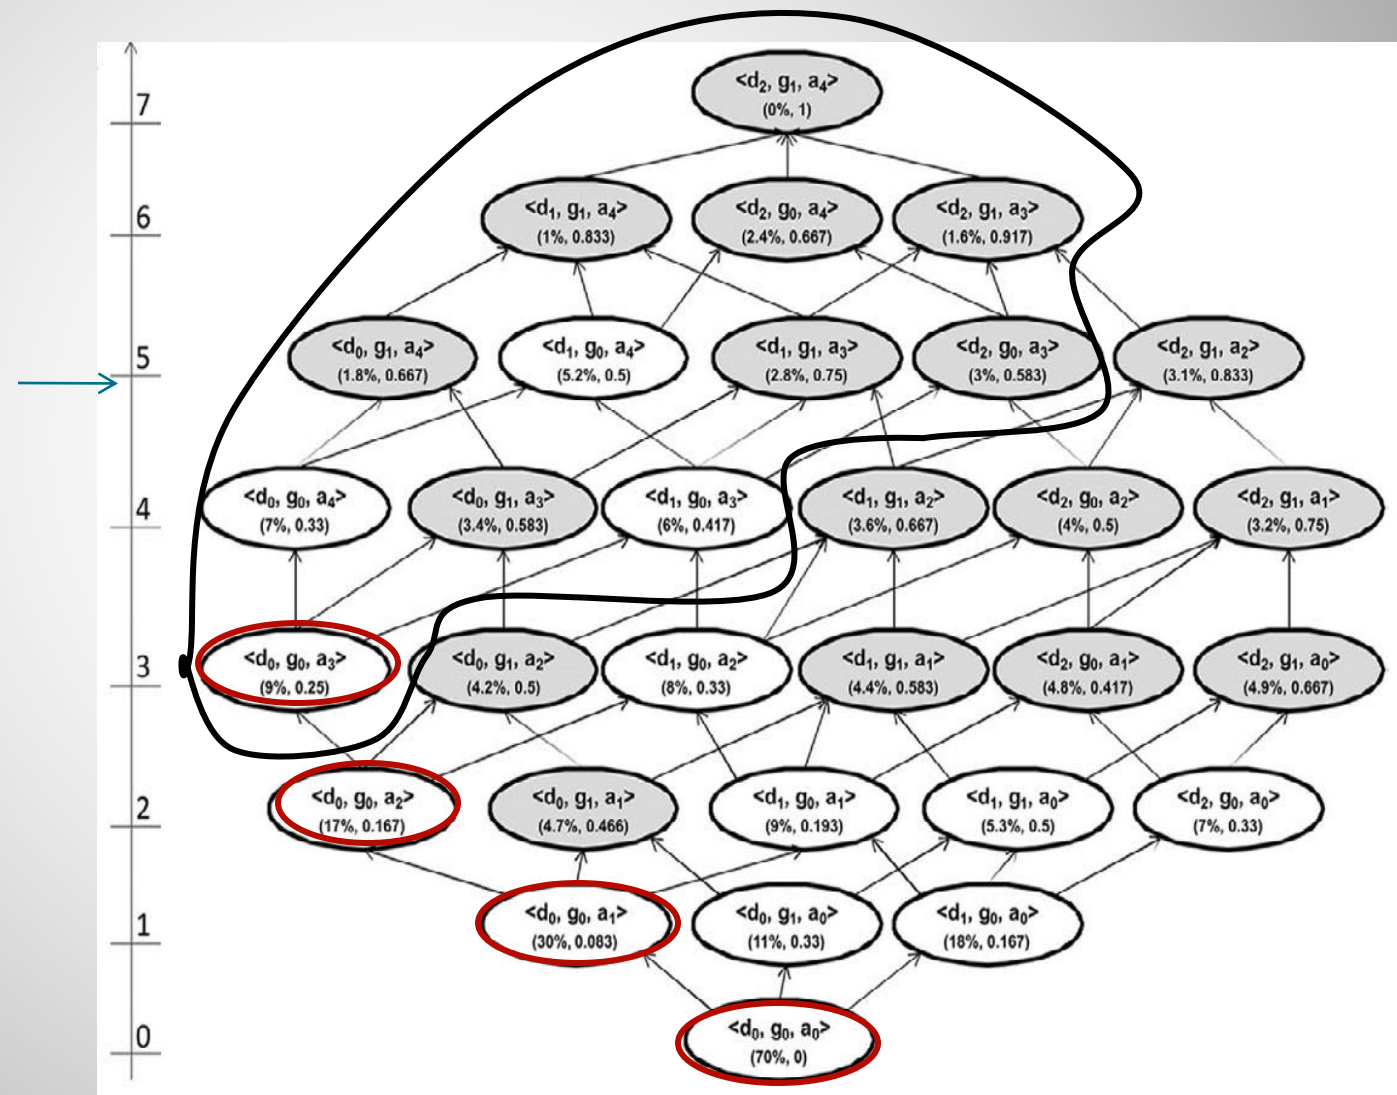 7
<d₂, g₁, a₄>
(0%, 1)
6
<d₁, g₁, a₄>
(1%, 0.833)
<d₂, g₀, a₄>
(2.4%, 0.667)
<d₂, g₁, a₃>
(1.6%, 0.917)
5
<d₀, g₁, a₄>
(1.8%, 0.667)
<d₁, g₀, a₄>
(5.2%, 0.5)
<d₁, g₁, a₃>
(2.8%, 0.75)
<d₂, g₀, a₃>
(3%, 0.583)
<d₂, g₁, a₂>
(3.1%, 0.833)
4
<d₀, g₀, a₄>
(7%, 0.33)
<d₀, g₁, a₃>
(3.4%, 0.583)
<d₁, g₀, a₃>
(6%, 0.417)
<d₁, g₁, a₂>
(3.6%, 0.667)
<d₂, g₀, a₂>
(4%, 0.5)
<d₂, g₁, a₁>
(3.2%, 0.75)
3
<d₀, g₀, a₃>
(9%, 0.25)
<d₀, g₁, a₂>
(4.2%, 0.5)
<d₁, g₀, a₂>
(8%, 0.33)
<d₁, g₁, a₁>
(4.4%, 0.583)
<d₂, g₀, a₁>
(4.8%, 0.417)
<d₂, g₁, a₀>
(4.9%, 0.667)
2
<d₀, g₀, a₂>
(17%, 0.167)
<d₀, g₁, a₁>
(4.7%, 0.466)
<d₁, g₀, a₁>
(9%, 0.193)
<d₁, g₁, a₀>
(5.3%, 0.5)
<d₂, g₀, a₀>
(7%, 0.33)
1
<d₀, g₀, a₁>
(30%, 0.083)
<d₀, g₁, a₀>
(11%, 0.33)
<d₁, g₀, a₀>
(18%, 0.167)
0
<d₀, g₀, a₀>
(70%, 0)